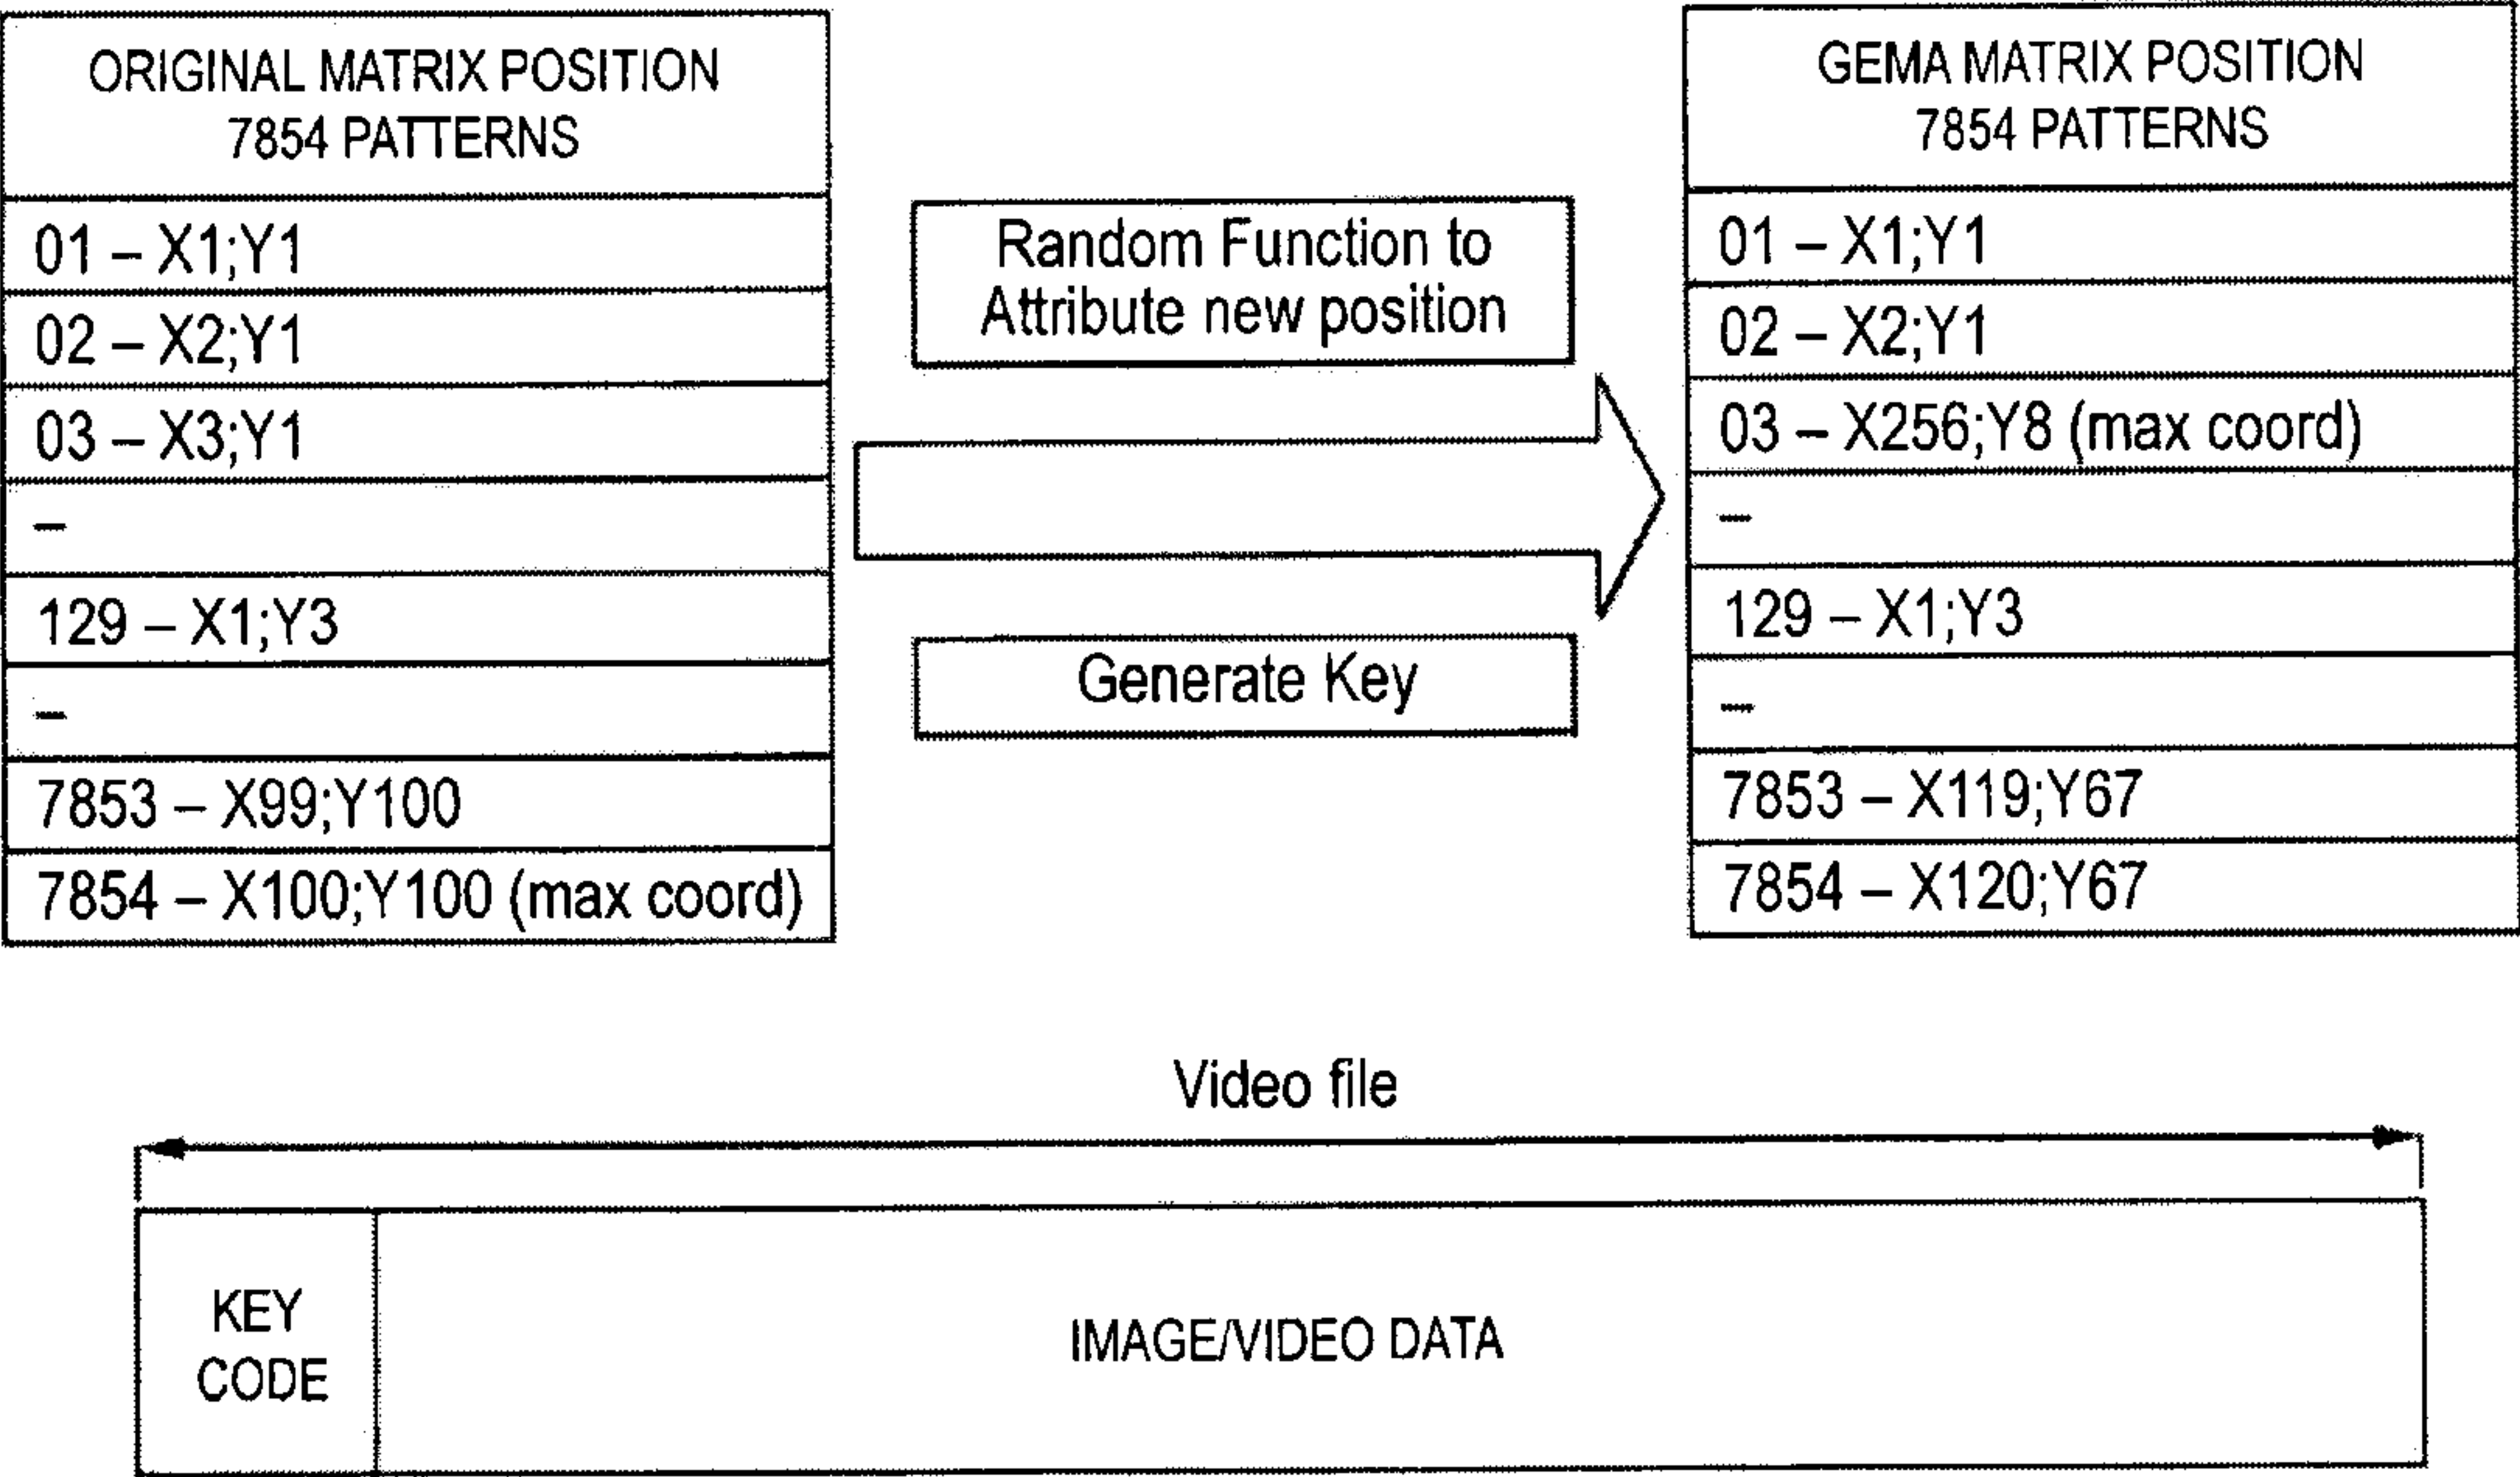 ORIGINAL MATRIX POSITION
7854 PATTERNS
01 – X1;Y1
02 – X2;Y1
03 – X3;Y1
–
129 – X1;Y3
–
7853 – X99;Y100
7854 – X100;Y100 (max coord)
Random Function to
Attribute new position
Generate Key
GEMA MATRIX POSITION
7854 PATTERNS
01 – X1;Y1
02 – X2;Y1
03 – X256;Y8 (max coord)
–
129 – X1;Y3
–
7853 – X119;Y67
7854 – X120;Y67
Video file
KEY
CODE
IMAGE/VIDEO DATA